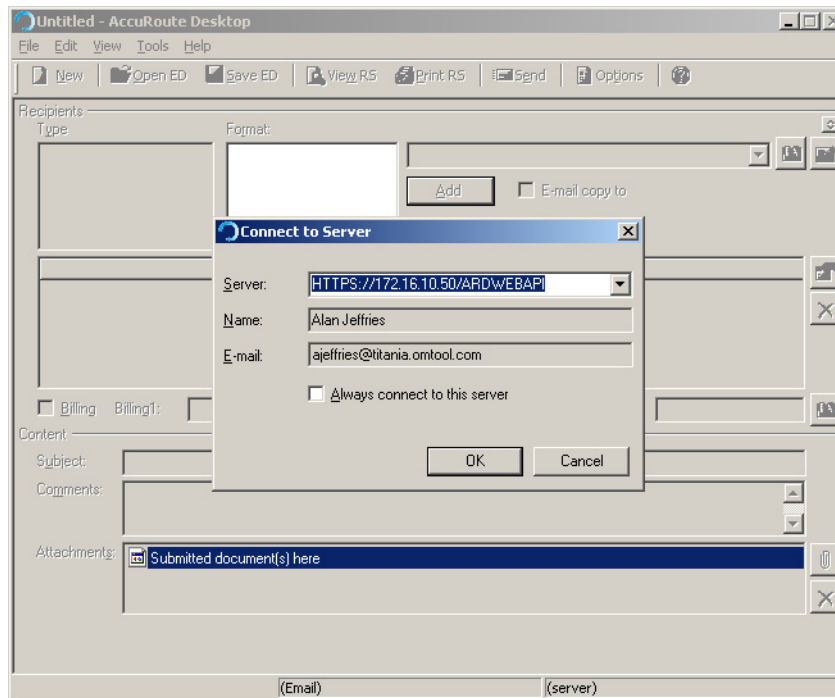 Untitled - AccuRoute Desktop
File Edit View Tools Help
New Open ED Save ED View RS Print RS Send Options
Recipients
Type Format:
Add E-mail copy to
Connect to Server
Server: HTTPS://172.16.10.50/ARDWEBAPI
Name: Alan Jeffries
E-mail: ajeffries@titania.omtool.com
Always connect to this server
Billing Billing1:
OK Cancel
Content
Subject:
Comments:
Attachments: Submitted document(s) here
(Email) (server)